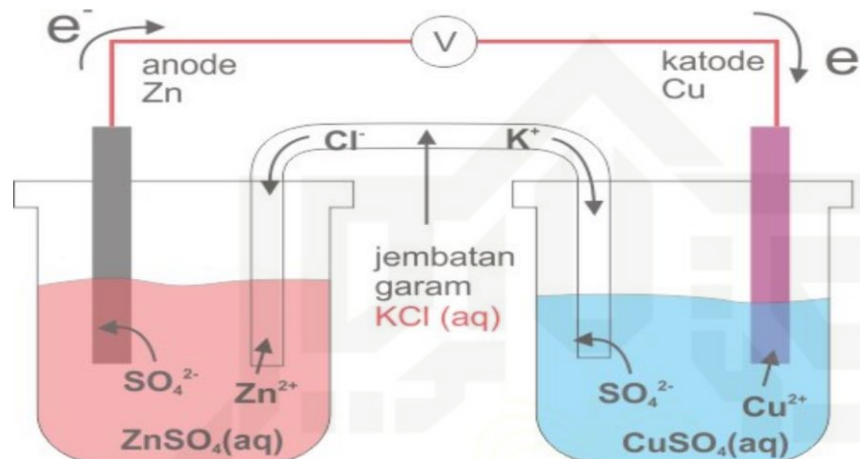 e⁻
V
e
anode
Zn
katode
Cu
Cl⁻
K⁺
jembatan
garam
KCl (aq)
SO₄²⁻
Zn²⁺
ZnSO₄(aq)
SO₄²⁻
Cu²⁺
CuSO₄(aq)